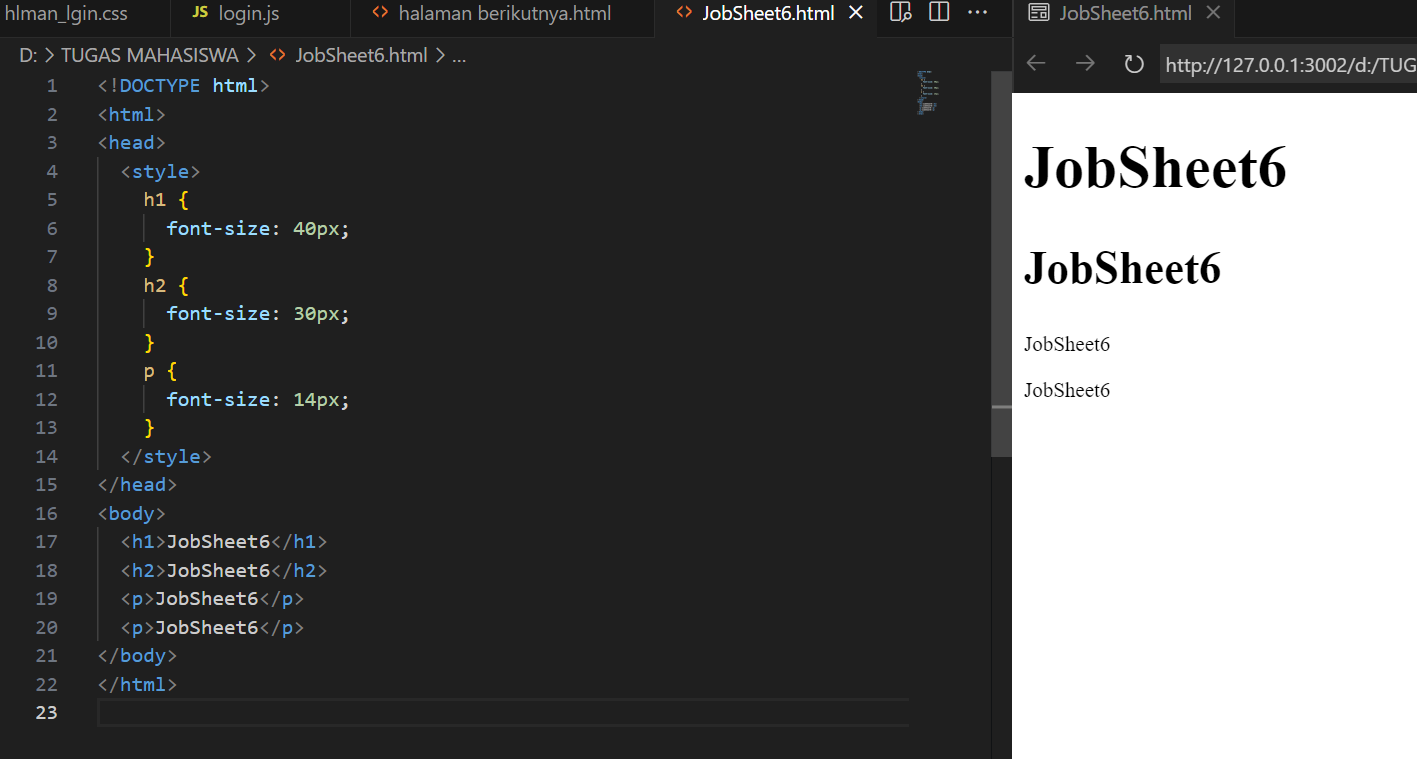 hlman_lgin.css JS login.js <> halaman berikutnya.html <> JobSheet6.html
D: > TUGAS MAHASISWA > <> JobSheet6.html > ...
1 <!DOCTYPE html>
2 <html>
3 <head>
4 <style>
5 h1 {
6 font-size: 40px;
7 }
8 h2 {
9 font-size: 30px;
10 }
11 p {
12 font-size: 14px;
13 }
14 </style>
15 </head>
16 <body>
17 <h1>JobSheet6</h1>
18 <h2>JobSheet6</h2>
19 <p>JobSheet6</p>
20 <p>JobSheet6</p>
21 </body>
22 </html>
23
JobSheet6.html
http://127.0.0.1:3002/d:/TUG
JobSheet6
JobSheet6
JobSheet6
JobSheet6